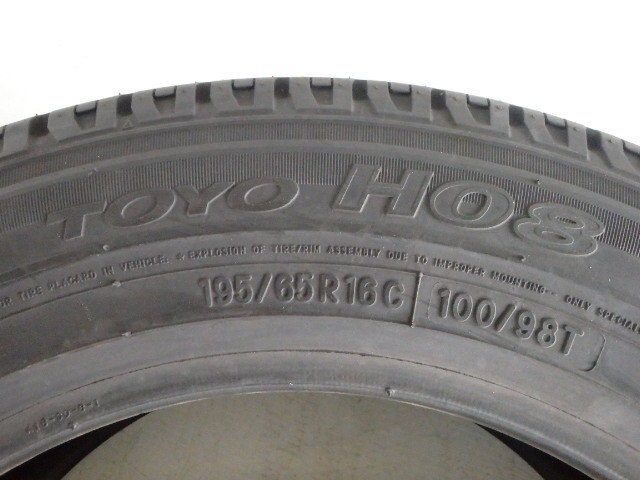 TOYO H08
OR TIRE PLACARD IN VEHICLE. * EXPLOSION OF TIRE/RIM ASSEMBLY DUE TO IMPROPER MOUNTING-- ONLY SPECIAL
195/65R16C 100/98T